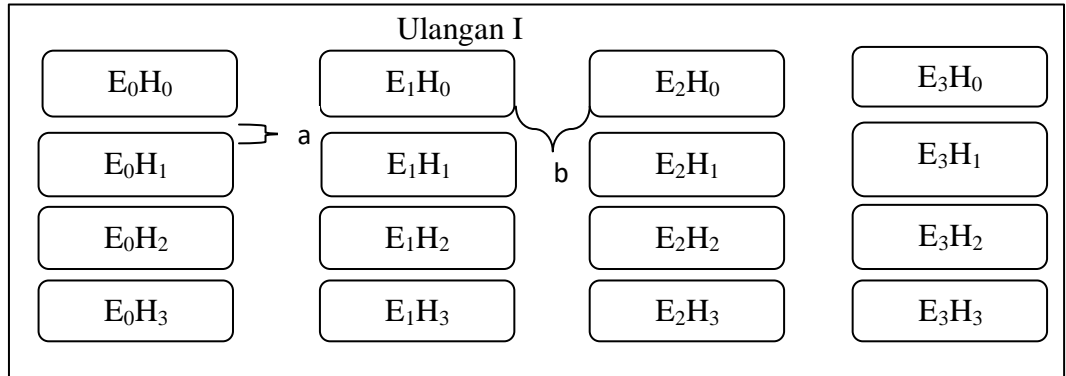 Ulangan I
E₀H₀ E₁H₀ E₂H₀ E₃H₀
a
E₀H₁ E₁H₁ b E₂H₁ E₃H₁
E₀H₂ E₁H₂ E₂H₂ E₃H₂
E₀H₃ E₁H₃ E₂H₃ E₃H₃